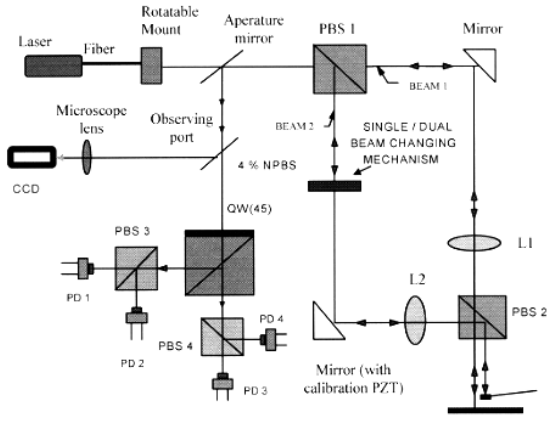 Rotatable
Mount
Aperature
mirror
PBS 1
Mirror
Laser
Fiber
BEAM 1
Microscope
lens
Observing
port
BEAM 2
SINGLE / DUAL
BEAM CHANGING
MECHANISM
4 % NPBS
CCD
QW(45)
L1
PBS 3
L2
PBS 2
PD 1
PD 4
PBS 4
PD 2
PD 3
Mirror (with
calibration PZT)